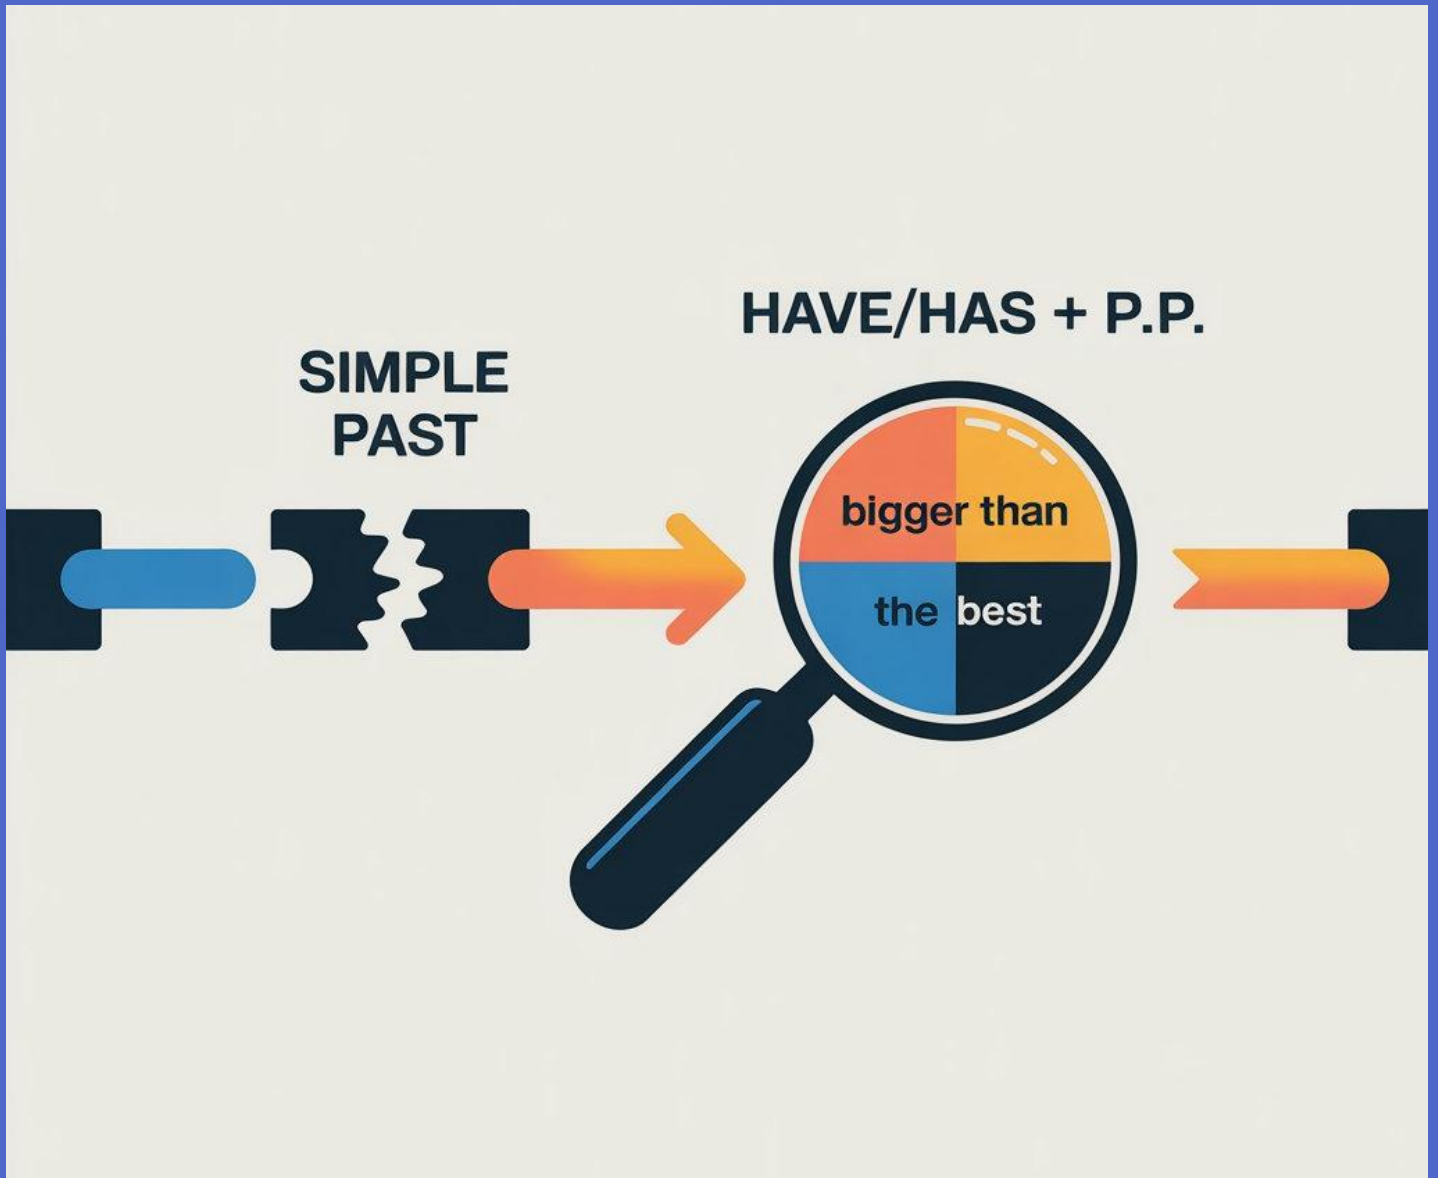 SIMPLE
PAST
HAVE/HAS + P.P.
bigger than
the best